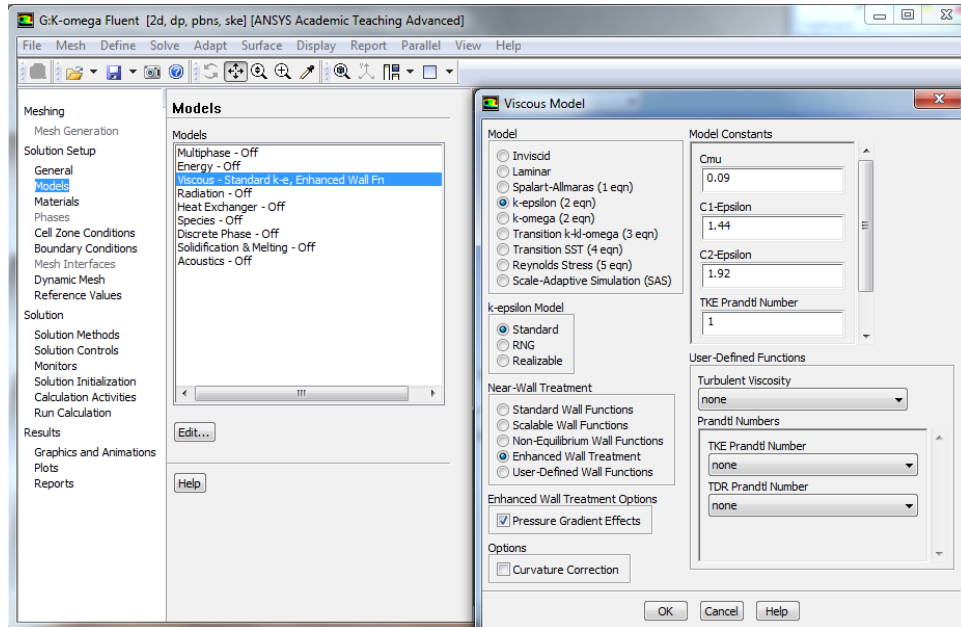 G:K-omega Fluent [2d, dp, pbns, ske] [ANSYS Academic Teaching Advanced]
File Mesh Define Solve Adapt Surface Display Report Parallel View Help
Meshing
Mesh Generation
Solution Setup
General
Models
Materials
Phases
Cell Zone Conditions
Boundary Conditions
Mesh Interfaces
Dynamic Mesh
Reference Values
Solution
Solution Methods
Solution Controls
Monitors
Solution Initialization
Calculation Activities
Run Calculation
Results
Graphics and Animations
Plots
Reports
Models
Models
Multiphase - Off
Energy - Off
Viscous - Standard k-e, Enhanced Wall Fn
Radiation - Off
Heat Exchanger - Off
Species - Off
Discrete Phase - Off
Solidification & Melting - Off
Acoustics - Off
Edit...
Help
Viscous Model
Model
Inviscid
Laminar
Spalart-Allmaras (1 eqn)
k-epsilon (2 eqn)
k-omega (2 eqn)
Transition k-kl-omega (3 eqn)
Transition SST (4 eqn)
Reynolds Stress (5 eqn)
Scale-Adaptive Simulation (SAS)
k-epsilon Model
Standard
RNG
Realizable
Near-Wall Treatment
Standard Wall Functions
Scalable Wall Functions
Non-Equilibrium Wall Functions
Enhanced Wall Treatment
User-Defined Wall Functions
Enhanced Wall Treatment Options
Pressure Gradient Effects
Options
Curvature Correction
Model Constants
Cmu
0.09
C1-Epsilon
1.44
C2-Epsilon
1.92
TKE Prandtl Number
1
User-Defined Functions
Turbulent Viscosity
none
Prandtl Numbers
TKE Prandtl Number
none
TDR Prandtl Number
none
OK Cancel Help